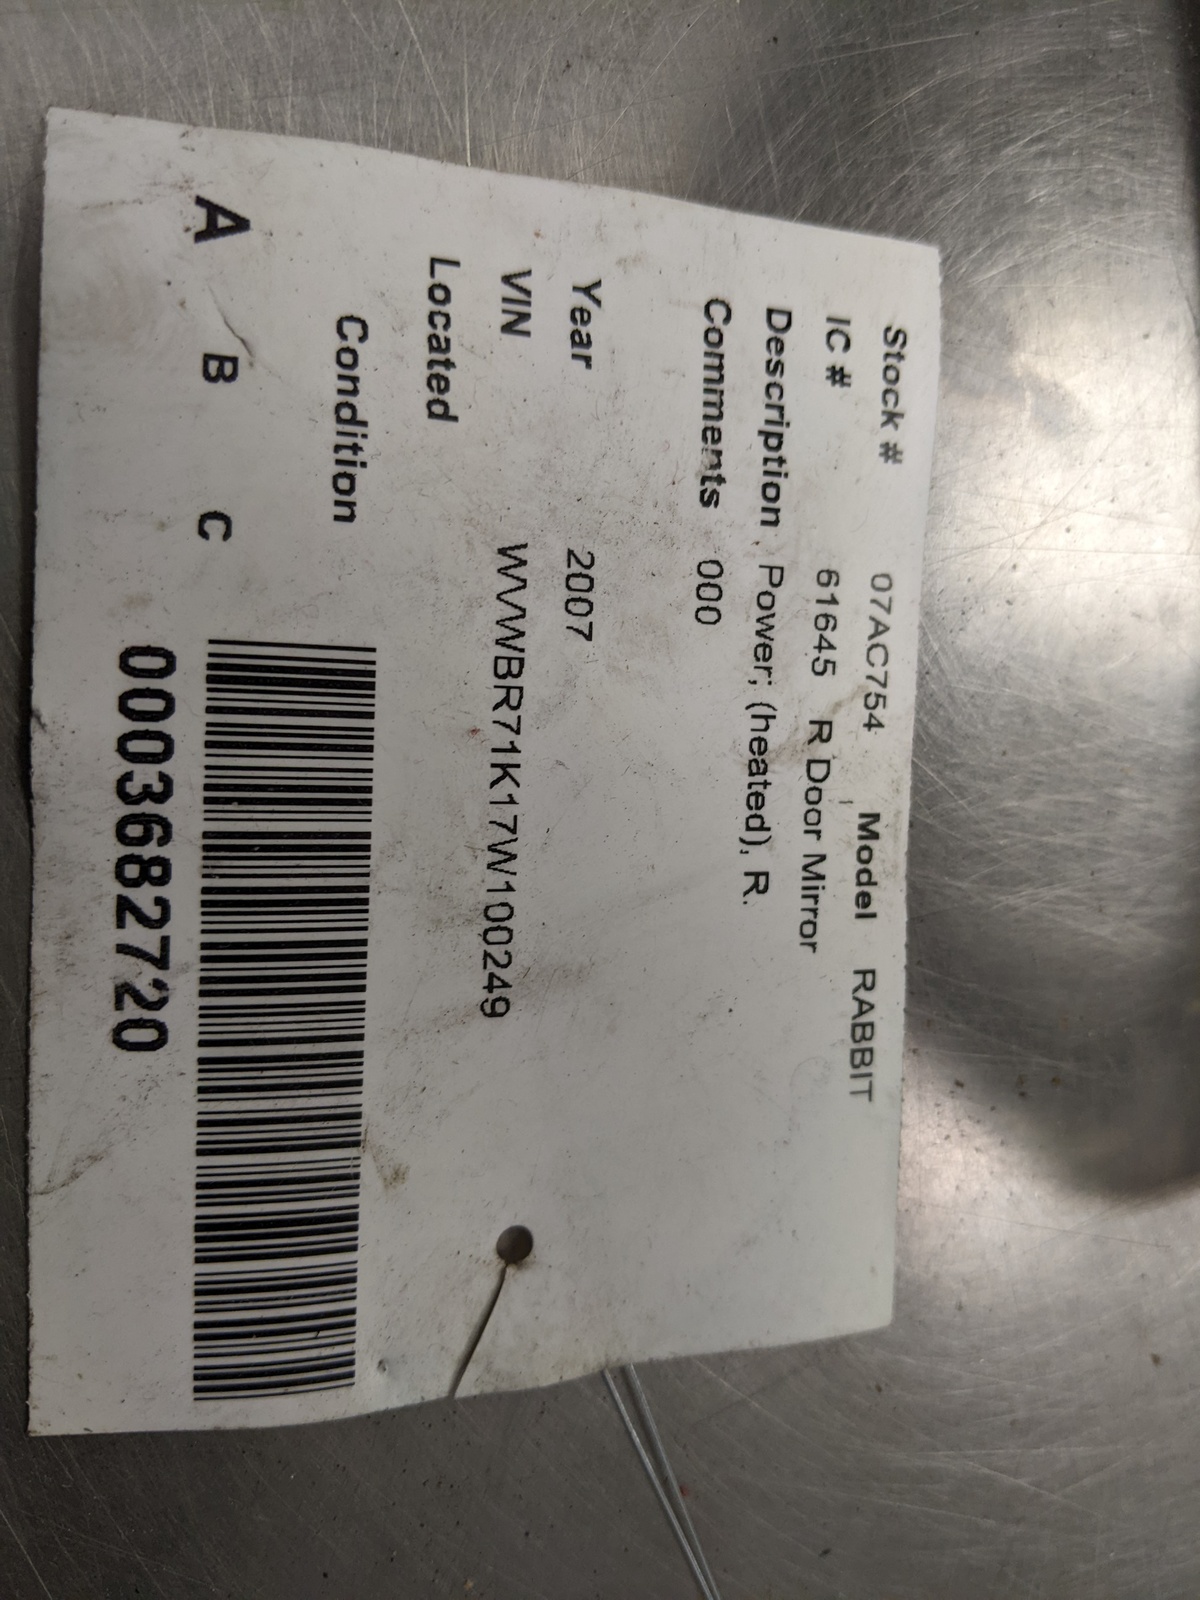 Stock # 07AC754 Model RABBIT
IC # 61645 R Door Mirror
Description Power; (heated), R.
Comments 000
Year 2007
VIN WVWBR71K17W100249
Located
Condition
A B C
0003682720